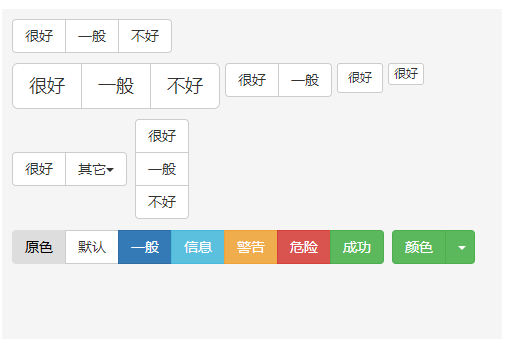 很好 一般 不好
很好 一般 不好 很好 一般 很好 很好
很好
很好 其它 一般
不好
原色 默认 一般 信息 警告 危险 成功 颜色